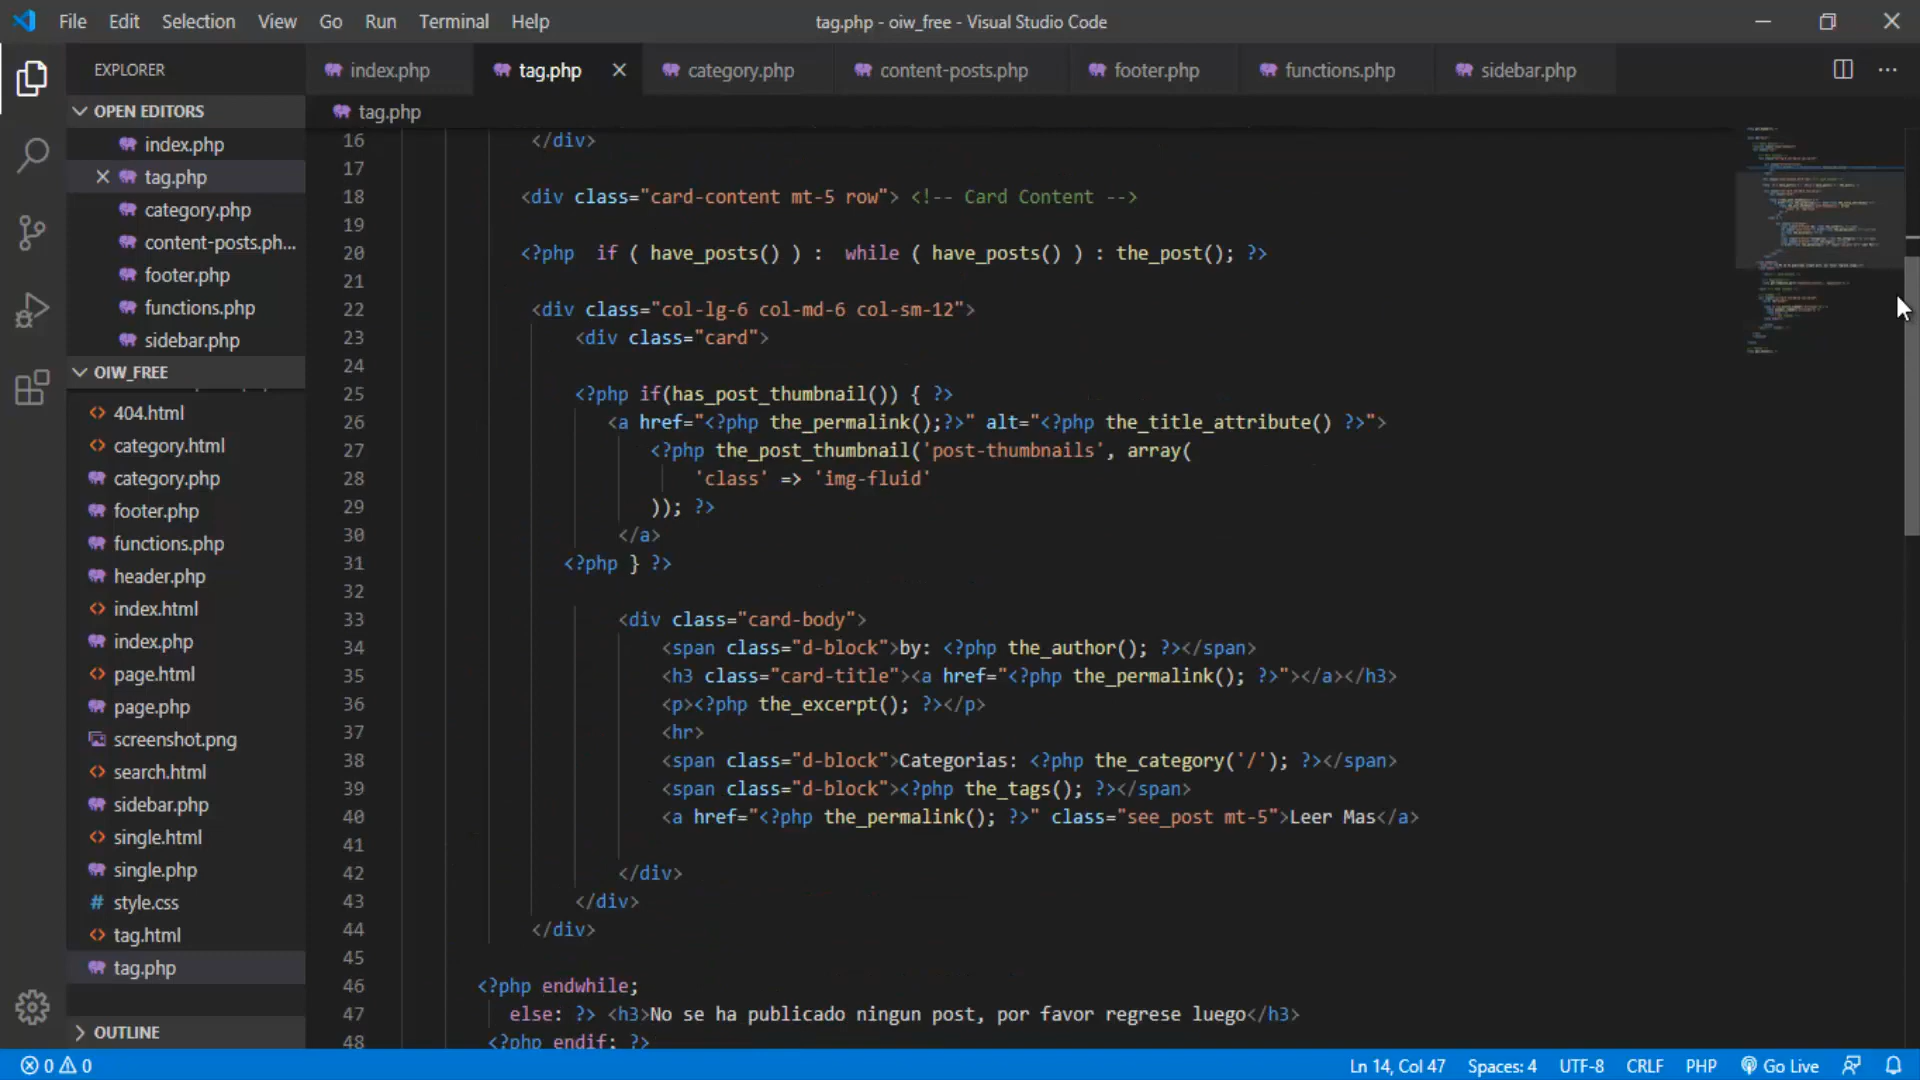 File Edit Selection View Go Run Terminal Help
tag.php - oiw_free - Visual Studio Code
EXPLORER
index.php
tag.php
category.php
content-posts.php
footer.php
functions.php
sidebar.php
OPEN EDITORS
index.php
tag.php
category.php
content-posts.ph...
footer.php
functions.php
sidebar.php
OIW_FREE
404.html
category.html
category.php
footer.php
functions.php
header.php
index.html
index.php
page.html
page.php
screenshot.png
search.html
sidebar.php
single.html
single.php
style.css
tag.html
tag.php
OUTLINE
tag.php
16 </div>
17
18 <div class="card-content mt-5 row"> <!-- Card Content -->
19
20 <?php if ( have_posts() ) : while ( have_posts() ) : the_post(); ?>
21
22 <div class="col-lg-6 col-md-6 col-sm-12">
23 <div class="card">
24
25 <?php if(has_post_thumbnail()) { ?>
26 <a href="<?php the_permalink();?>" alt="<?php the_title_attribute() ?>">
27 <?php the_post_thumbnail('post-thumbnails', array(
28 'class' => 'img-fluid'
29 )); ?>
30 </a>
31 <?php } ?>
32
33 <div class="card-body">
34 <span class="d-block">by: <?php the_author(); ?></span>
35 <h3 class="card-title"><a href="<?php the_permalink(); ?>"></a></h3>
36 <p><?php the_excerpt(); ?></p>
37 <hr>
38 <span class="d-block">Categorias: <?php the_category('/'); ?></span>
39 <span class="d-block"><?php the_tags(); ?></span>
40 <a href="<?php the_permalink(); ?>" class="see_post mt-5">Leer Mas</a>
41
42 </div>
43 </div>
44 </div>
45
46 <?php endwhile;
47 else: ?> <h3>No se ha publicado ningun post, por favor regrese luego</h3>
48 <?php endif; ?>
0 0
Ln 14, Col 47 Spaces: 4 UTF-8 CRLF PHP Go Live